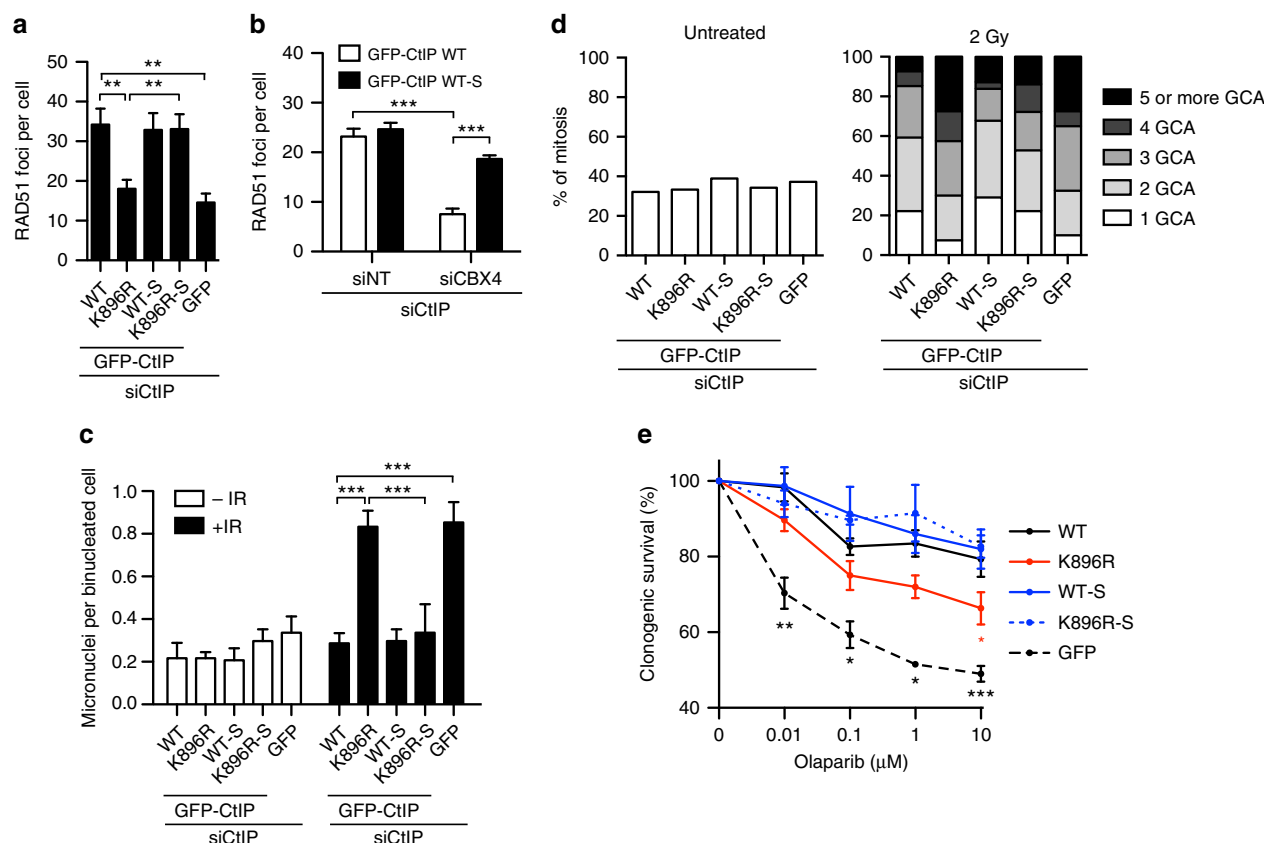 a
RAD51 foci per cell
50
40
30
20
10
0
**
**
**
WT
K896R
WT-S
K896R-S
GFP
GFP-CtIP
siCtIP
b
RAD51 foci per cell
40
30
20
10
0
GFP-CtIP WT
GFP-CtIP WT-S
***
***
siNT
siCBX4
siCtIP
c
Micronuclei per binucleated cell
1.0
0.8
0.6
0.4
0.2
0.0
– IR
+IR
***
***
***
WT
K896R
WT-S
K896R-S
GFP
GFP-CtIP
siCtIP
WT
K896R
WT-S
K896R-S
GFP
GFP-CtIP
siCtIP
d
Untreated
% of mitosis
100
80
60
40
20
0
WT
K896R
WT-S
K896R-S
GFP
GFP-CtIP
siCtIP
2 Gy
100
80
60
40
20
0
WT
K896R
WT-S
K896R-S
GFP
GFP-CtIP
siCtIP
5 or more GCA
4 GCA
3 GCA
2 GCA
1 GCA
e
Clonogenic survival (%)
100
80
60
40
**
*
*
*
***
0
0.01
0.1
1
10
Olaparib (μM)
WT
K896R
WT-S
K896R-S
GFP